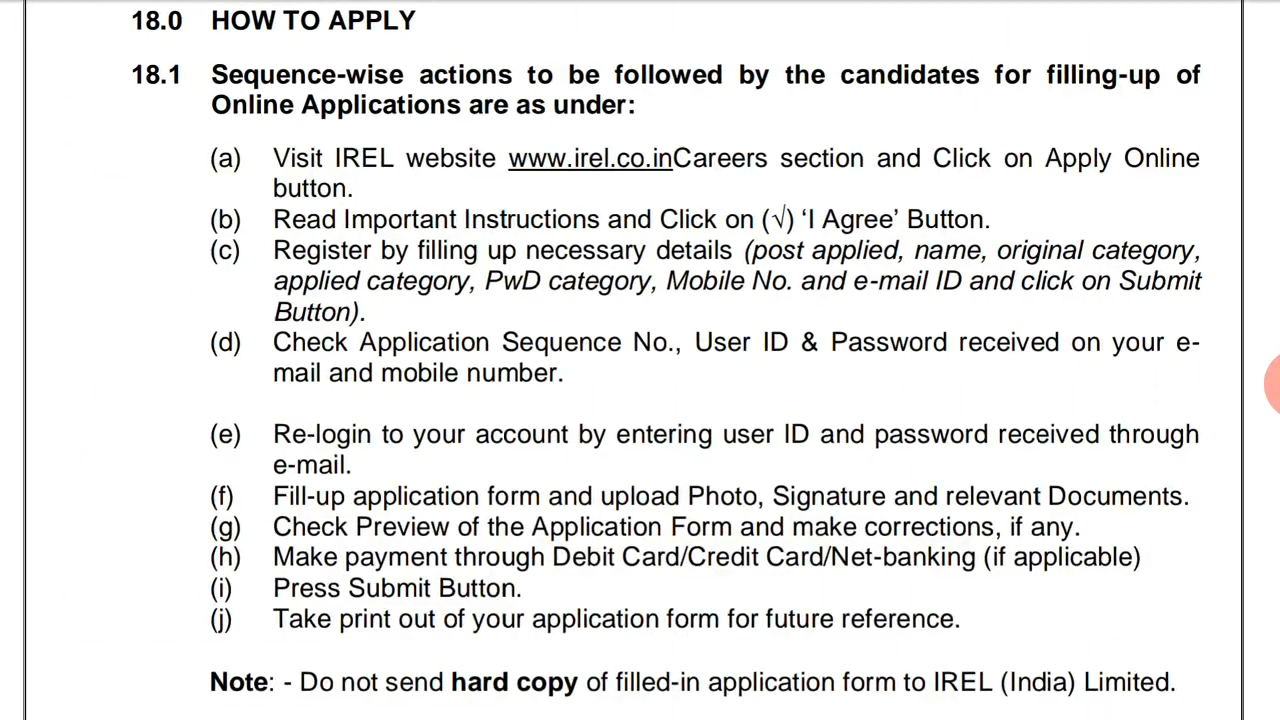 18.0 HOW TO APPLY
18.1 Sequence-wise actions to be followed by the candidates for filling-up of
Online Applications are as under:
(a) Visit IREL website www.irel.co.inCareers section and Click on Apply Online
button.
(b) Read Important Instructions and Click on (√) ‘I Agree’ Button.
(c) Register by filling up necessary details (post applied, name, original category,
applied category, PwD category, Mobile No. and e-mail ID and click on Submit
Button).
(d) Check Application Sequence No., User ID & Password received on your e-
mail and mobile number.
(e) Re-login to your account by entering user ID and password received through
e-mail.
(f) Fill-up application form and upload Photo, Signature and relevant Documents.
(g) Check Preview of the Application Form and make corrections, if any.
(h) Make payment through Debit Card/Credit Card/Net-banking (if applicable)
(i) Press Submit Button.
(j) Take print out of your application form for future reference.
Note: - Do not send hard copy of filled-in application form to IREL (India) Limited.